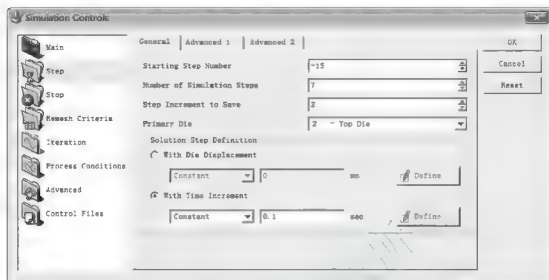 Simulation Controls
Main
Step
Stop
Remesh Criteria
Iteration
Process Conditions
Advanced
Control Files
General
Advanced 1
Advanced 2
Starting Step Number
-15
Number of Simulation Steps
7
Step Increment to Save
2
Primary Die
2 - Top Die
Solution Step Definition
With Die Displacement
Constant
0
mm
Define
With Time Increment
Constant
0.1
sec
Define
OK
Cancel
Reset